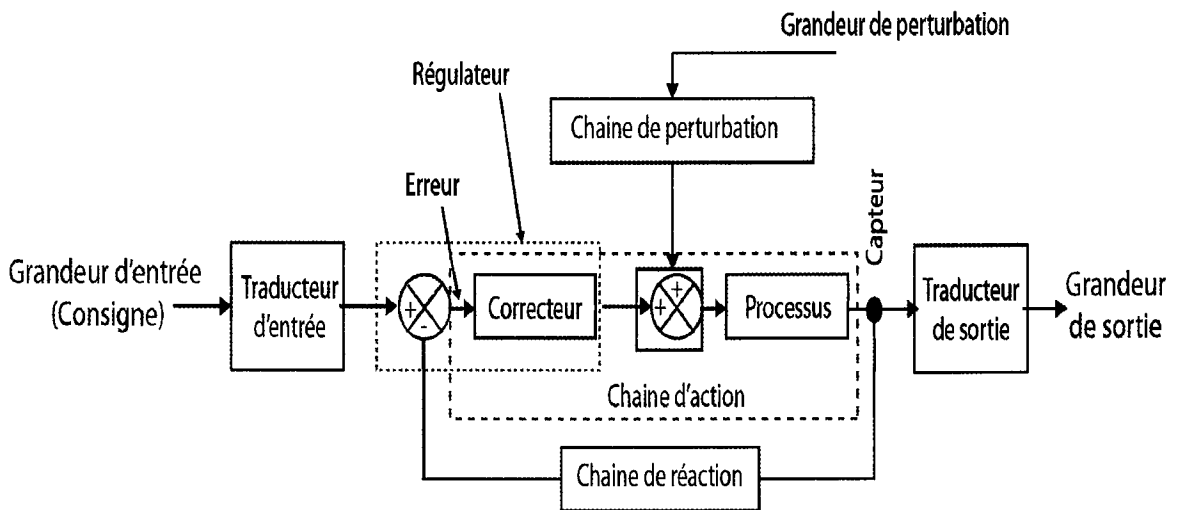 Grandeur de perturbation
Régulateur
Chaine de perturbation
Erreur
Capteur
Grandeur d'entrée
(Consigne)
Traducteur
d'entrée
+
-
Correcteur
+
+
Processus
Traducteur
de sortie
Grandeur
de sortie
Chaine d'action
Chaine de réaction